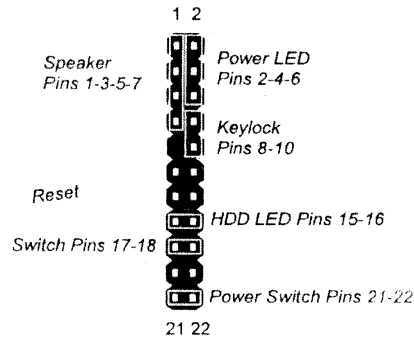 1 2
Speaker
Pins 1-3-5-7
Power LED
Pins 2-4-6
Keylock
Pins 8-10
Reset
HDD LED Pins 15-16
Switch Pins 17-18
Power Switch Pins 21-22
21 22